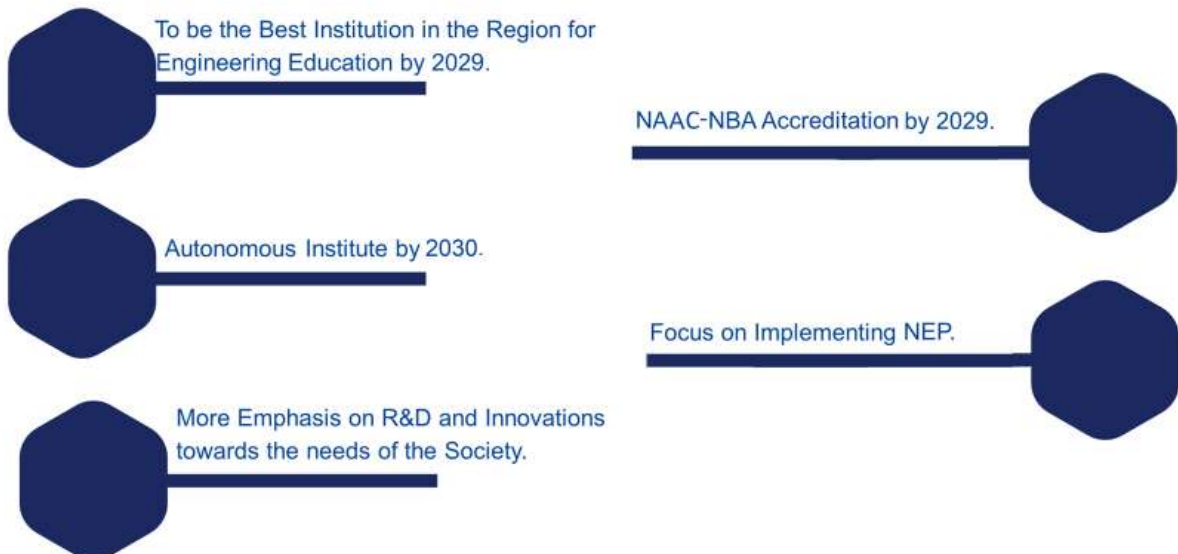 To be the Best Institution in the Region for
Engineering Education by 2029.
NAAC-NBA Accreditation by 2029.
Autonomous Institute by 2030.
Focus on Implementing NEP.
More Emphasis on R&D and Innovations
towards the needs of the Society.